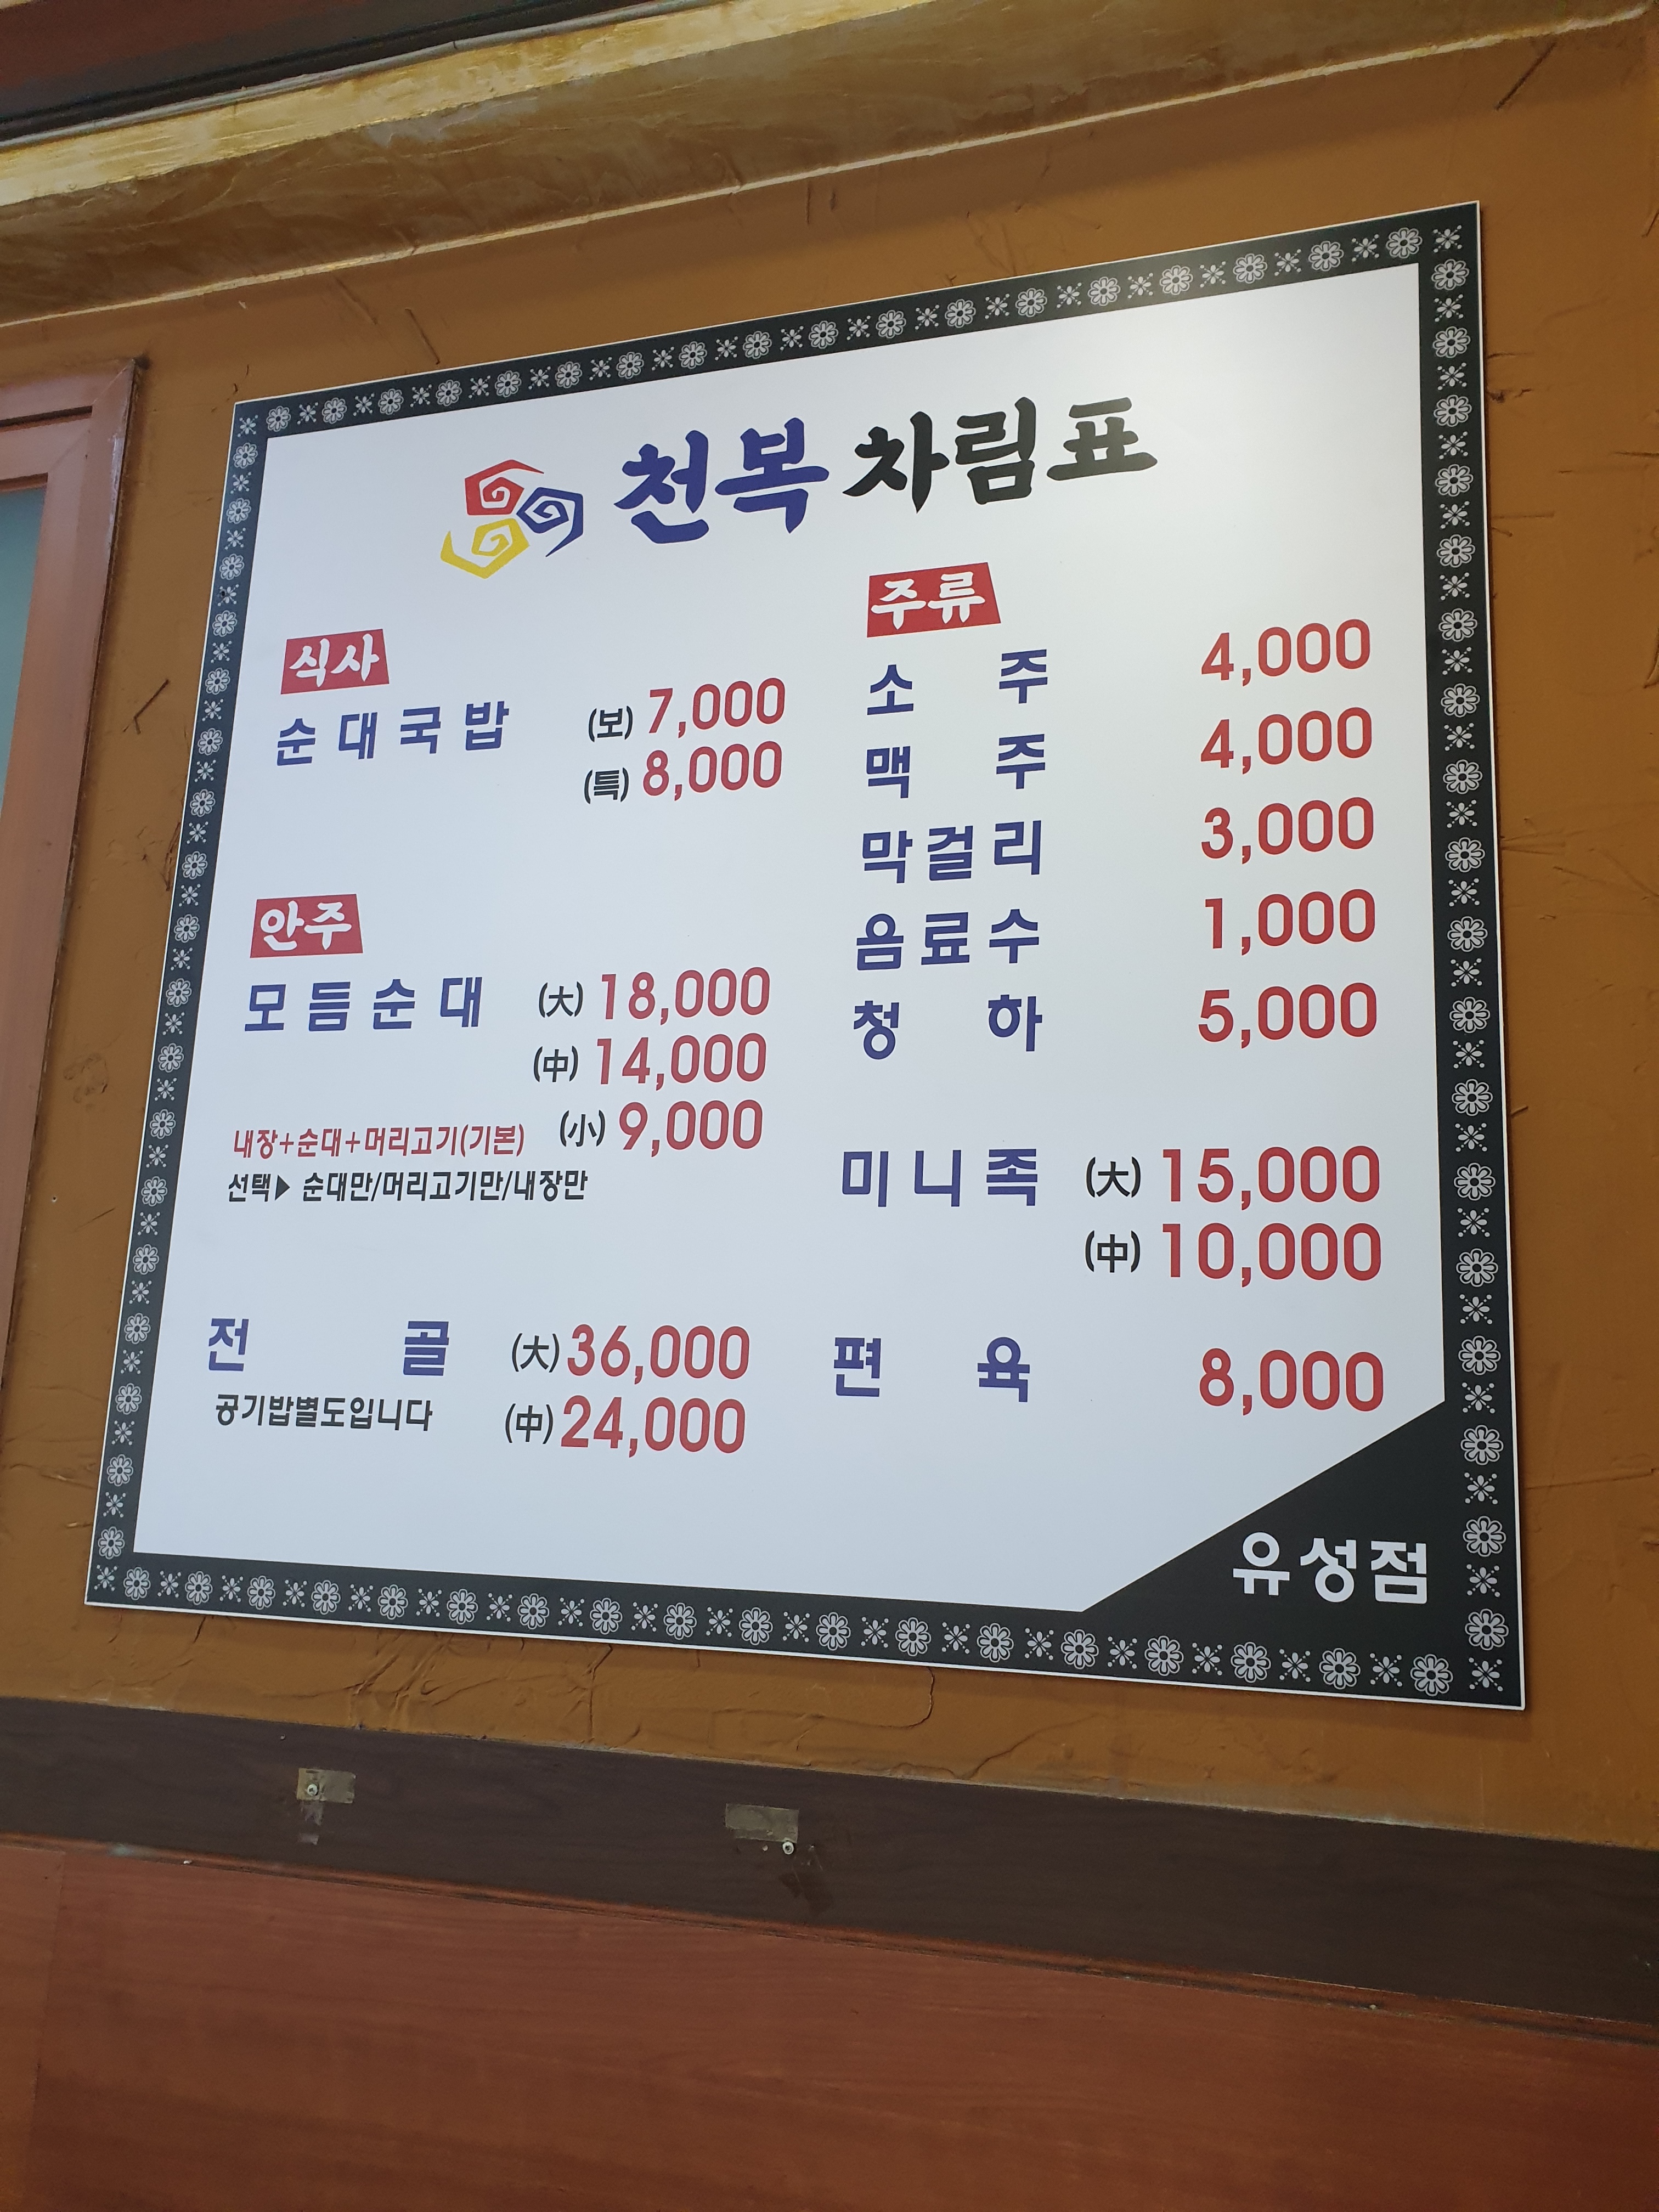 천복 차림표
식사
순대국밥 (보) 7,000
(특) 8,000
안주
모듬순대 (大) 18,000
(中) 14,000
(小) 9,000
내장+순대+머리고기(기본)
선택▶ 순대만/머리고기만/내장만
전골 (大) 36,000
공기밥별도입니다 (中) 24,000
주류
소주 4,000
맥주 4,000
막걸리 3,000
음료수 1,000
청하 5,000
미니족 (大) 15,000
(中) 10,000
편육 8,000
유성점